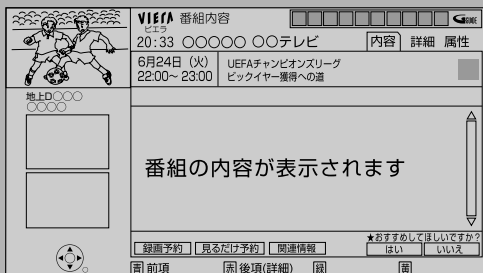 VIErA 番組内容
ビエラ
GGUIDE
20:33 ○○○○○ ○○テレビ
内容 詳細 属性
6月24日 (火)
22:00～ 23:00
UEFAチャンピオンズリーグ
ビックイヤー獲得への道
地上D○○○
○○○○
番組の内容が表示されます
★おすすめしてほしいですか?
録画予約 見るだけ予約 関連情報 はい いいえ
青 前項 赤 後項(詳細) 緑 黄